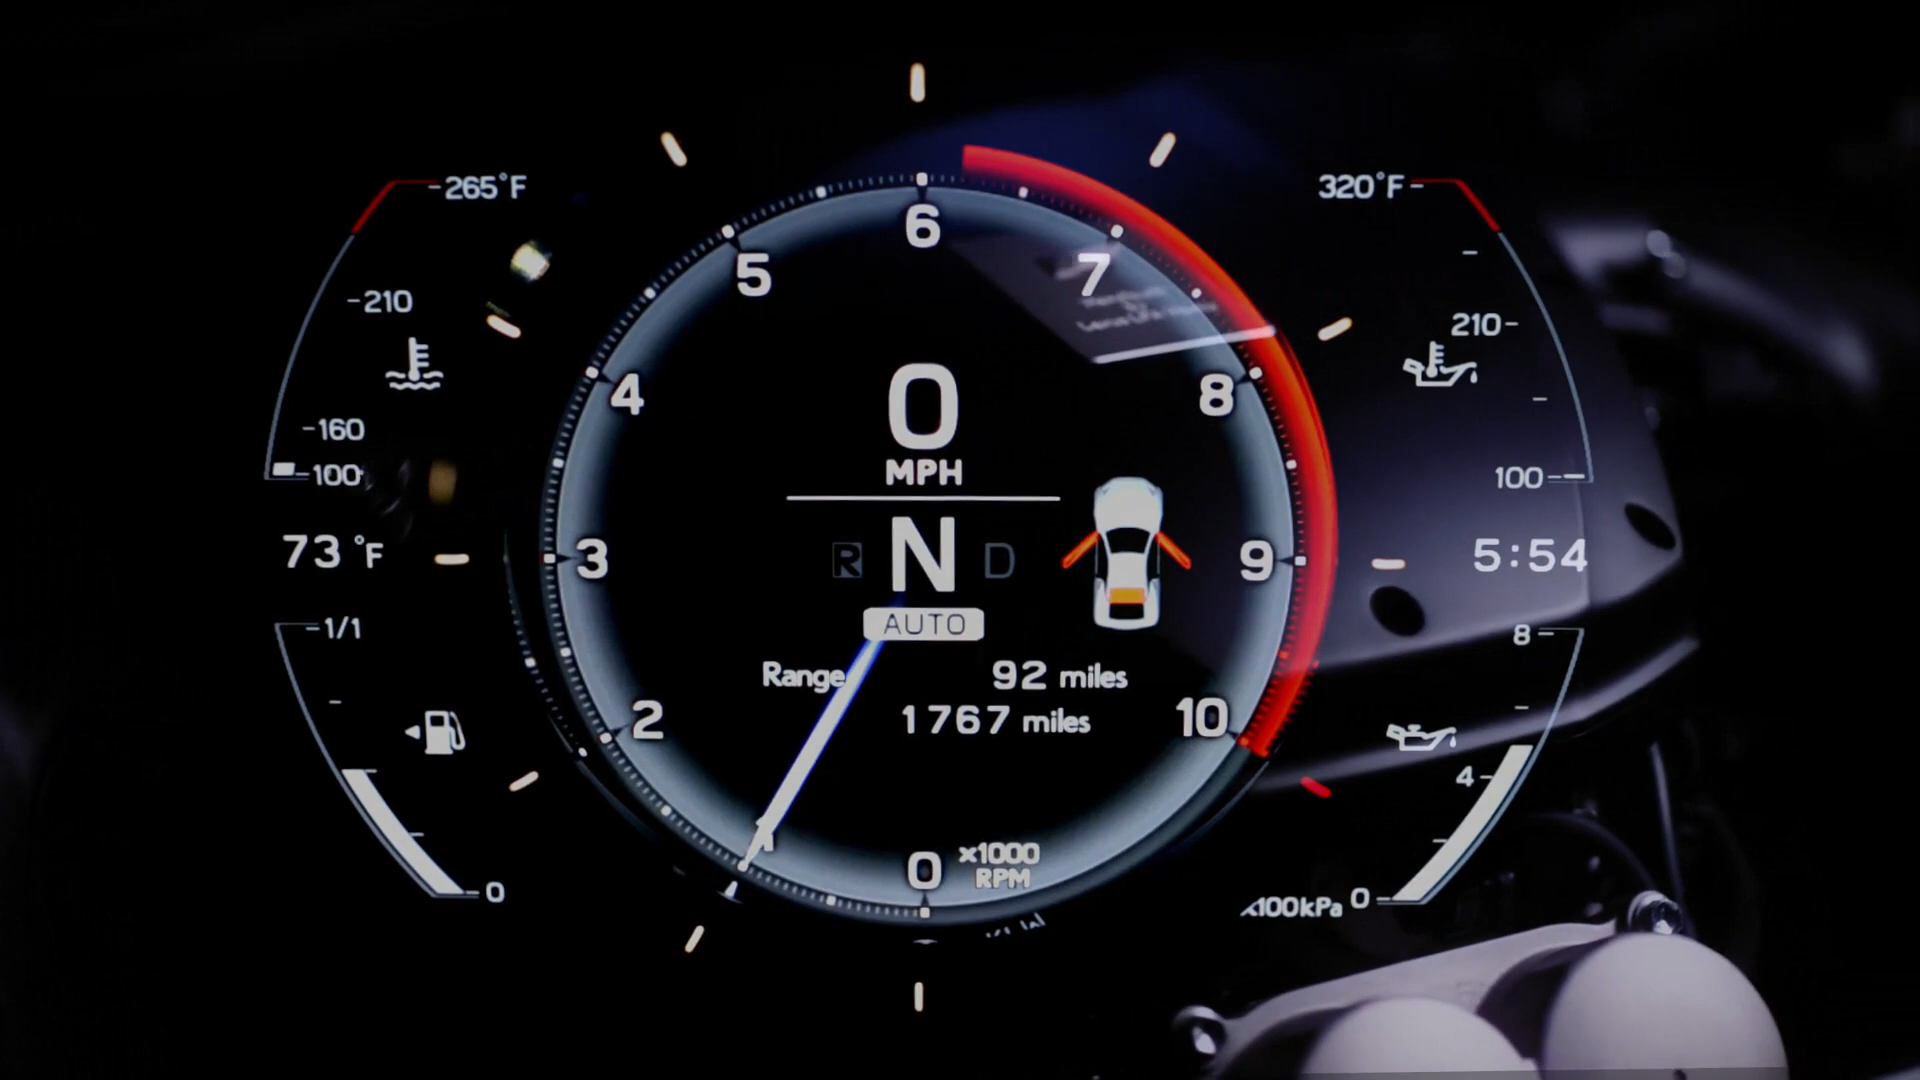 265°F
210
160
100
73 °F
1/1
0
0
1
2
3
4
5
6
7
8
9
10
x1000
RPM
0
MPH
R N D
AUTO
Range 92 miles
1767 miles
320°F
210
100
5:54
8
4
0
x100kPa